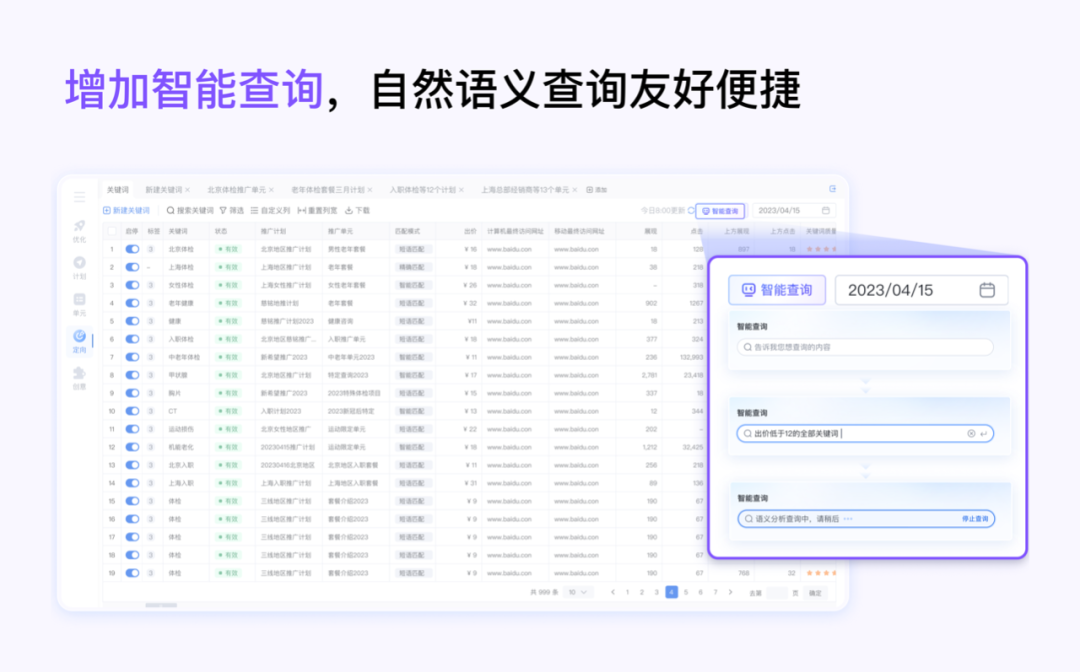 增加智能查询，自然语义查询友好便捷
关键词 新建关键词 × 北京体检推广单元 × 老年体检套餐三月计划 × 入职体检等12个计划 × 上海总部经销商等13个单元 × 添加
新建关键词 搜索关键词 筛选 自定义列 重置列宽 下载 今日8:00更新 智能查询 2023/04/15
优化
计划
单元
定向
创意
启停 标签 关键词 状态 推广计划 推广单元 匹配模式 出价 计算机最终访问网址 移动最终访问网址 展现 点击 上方展现 上方点击 关键词质量
1 北京体检 有效 北京地区推广计划 男性老年套餐 短语匹配 ¥ 16 www.baidu.com www.baidu.com 18 129 697 18
2 – 上海体检 有效 上海地区推广计划 老年套餐 精确匹配 ¥ 18 www.baidu.com www.baidu.com 38 218
3 女性体检 有效 上海女性推广计划 女性老年套餐 智能匹配 ¥ 26 www.baidu.com www.baidu.com – 318
4 老年健康 有效 慈铭地推计划 老年套餐 短语匹配 ¥ 32 www.baidu.com www.baidu.com 902 1267
5 健康 有效 慈铭推广计划2023 健康咨询 短语匹配 ¥11 www.baidu.com www.baidu.com 18 213
6 入职体检 有效 北京地区慈铭推广... 入职推广单元 短语匹配 ¥ 18 www.baidu.com www.baidu.com 377 324
7 中老年体检 有效 新希望推广2023 中老年单元2023 智能匹配 ¥ 11 www.baidu.com www.baidu.com 236 132,993
8 甲状腺 有效 北京地区推广计划 特定查询2023 智能匹配 ¥ 17 www.baidu.com www.baidu.com 2,781 23,418
9 胸片 有效 新希望推广2023 2023特殊体检项目 短语匹配 ¥ 15 www.baidu.com www.baidu.com 337 18
10 CT 有效 入职计划2023 2023新冠后特定 智能匹配 ¥ 13 www.baidu.com www.baidu.com 12 344
11 运动损伤 有效 北京女性地区推广 运动限定单元 短语匹配 ¥ 22 www.baidu.com www.baidu.com 202 –
12 机能老化 有效 20230415推广计划 运动限定单元 智能匹配 ¥ 18 www.baidu.com www.baidu.com 1,212 32,425
13 北京入职 有效 20230416北京地区 北京地区入职套餐 短语匹配 ¥ 11 www.baidu.com www.baidu.com 256 218
14 上海入职 有效 上海入职推广计划 上海地区入职套餐 短语匹配 ¥ 31 www.baidu.com www.baidu.com 89 136
15 体检 有效 三线地区推广计划 套餐介绍2023 短语匹配 ¥ 9 www.baidu.com www.baidu.com 190 67
16 体检 有效 三线地区推广计划 套餐介绍2023 短语匹配 ¥ 9 www.baidu.com www.baidu.com 190 67
17 体检 有效 三线地区推广计划 套餐介绍2023 短语匹配 ¥ 9 www.baidu.com www.baidu.com 190 67
18 体检 有效 三线地区推广计划 套餐介绍2023 短语匹配 ¥ 9 www.baidu.com www.baidu.com 190 67
19 体检 有效 三线地区推广计划 套餐介绍2023 短语匹配 ¥ 9 www.baidu.com www.baidu.com 190 67 768 32
共 999 条 10 1 2 3 4 5 6 7 去第 页 确定
智能查询 2023/04/15
智能查询
告诉我您想查询的内容
智能查询
出价低于12的全部关键词
智能查询
语义分析查询中，请稍后 ··· 停止查询